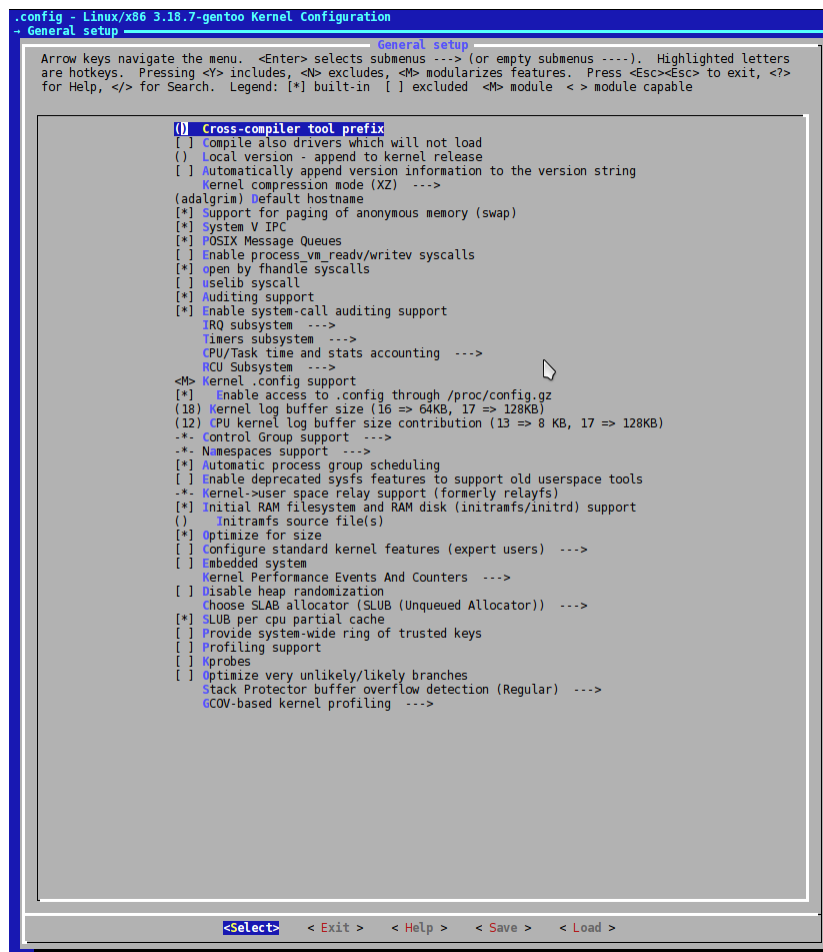 .config - Linux/x86 3.18.7-gentoo Kernel Configuration
→ General setup
General setup
Arrow keys navigate the menu.  <Enter> selects submenus ---> (or empty submenus ----).  Highlighted letters
are hotkeys.  Pressing <Y> includes, <N> excludes, <M> modularizes features.  Press <Esc><Esc> to exit, <?>
for Help, </> for Search.  Legend: [*] built-in  [ ] excluded  <M> module  < > module capable
()  Cross-compiler tool prefix
[ ] Compile also drivers which will not load
()  Local version - append to kernel release
[ ] Automatically append version information to the version string
    Kernel compression mode (XZ)  --->
(adalgrim) Default hostname
[*] Support for paging of anonymous memory (swap)
[*] System V IPC
[*] POSIX Message Queues
[ ] Enable process_vm_readv/writev syscalls
[*] open by fhandle syscalls
[ ] uselib syscall
[*] Auditing support
[*] Enable system-call auditing support
    IRQ subsystem  --->
    Timers subsystem  --->
    CPU/Task time and stats accounting  --->
    RCU Subsystem  --->
<M> Kernel .config support
[*]   Enable access to .config through /proc/config.gz
(18) Kernel log buffer size (16 => 64KB, 17 => 128KB)
(12) CPU kernel log buffer size contribution (13 => 8 KB, 17 => 128KB)
-*- Control Group support  --->
-*- Namespaces support  --->
[*] Automatic process group scheduling
[ ] Enable deprecated sysfs features to support old userspace tools
-*- Kernel->user space relay support (formerly relayfs)
[*] Initial RAM filesystem and RAM disk (initramfs/initrd) support
()    Initramfs source file(s)
[*] Optimize for size
[ ] Configure standard kernel features (expert users)  --->
[ ] Embedded system
    Kernel Performance Events And Counters  --->
[ ] Disable heap randomization
    Choose SLAB allocator (SLUB (Unqueued Allocator))  --->
[*] SLUB per cpu partial cache
[ ] Provide system-wide ring of trusted keys
[ ] Profiling support
[ ] Kprobes
[ ] Optimize very unlikely/likely branches
    Stack Protector buffer overflow detection (Regular)  --->
    GCOV-based kernel profiling  --->
<Select>    < Exit >    < Help >    < Save >    < Load >